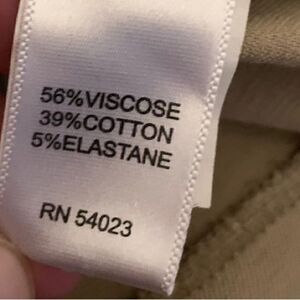 56%VISCOSE
39%COTTON
5%ELASTANE
RN 54023